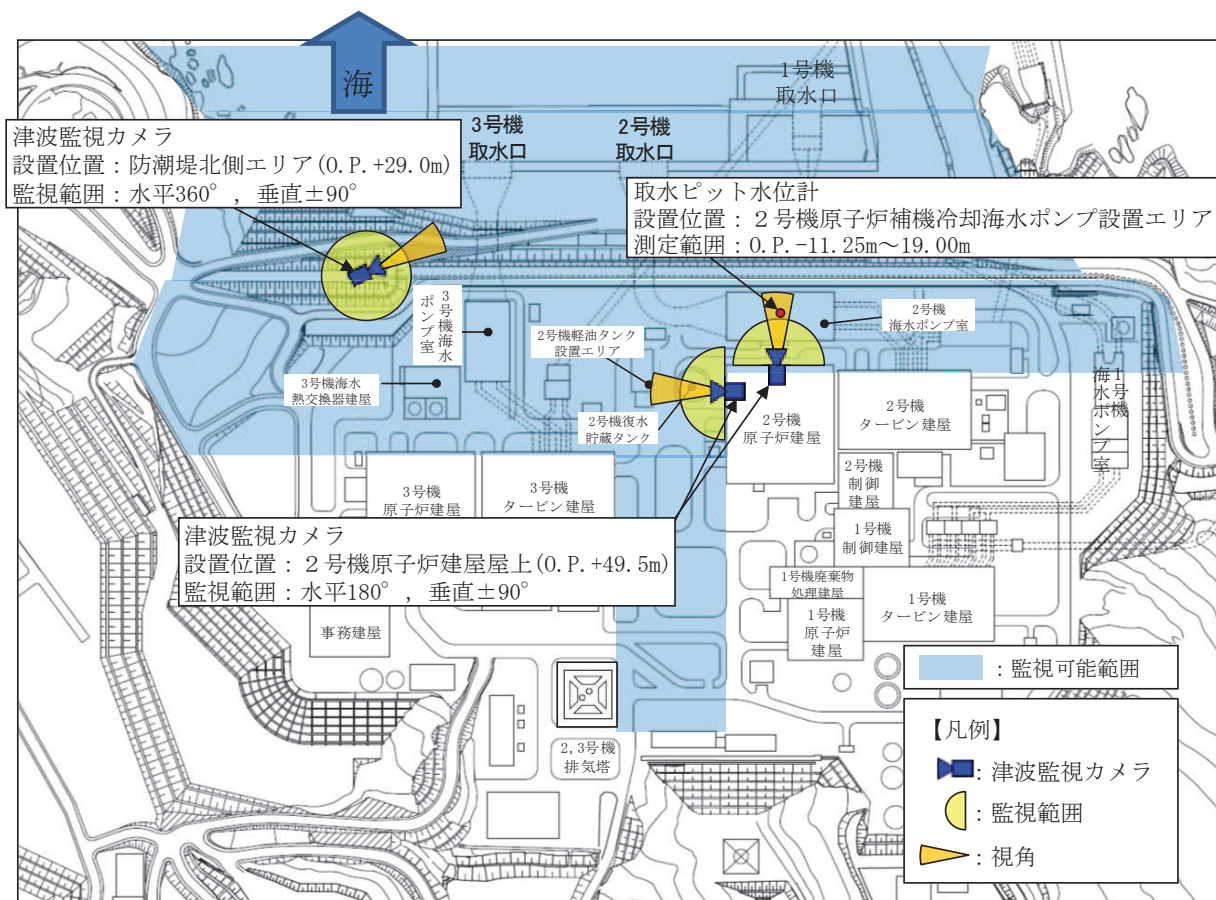 海
1号機
取水口
3号機
取水口
2号機
取水口
津波監視カメラ
設置位置：防潮堤北側エリア(O.P.+29.0m)
監視範囲：水平360°，垂直±90°
取水ピット水位計
設置位置：２号機原子炉補機冷却海水ポンプ設置エリア
測定範囲：O.P.-11.25m～19.00m
3号機海水
ポンプ室
2号機軽油タンク
設置エリア
2号機
海水ポンプ室
3号機海水
熱交換器建屋
2号機復水
貯蔵タンク
2号機
原子炉建屋
2号機
タービン建屋
1号機
海水ポンプ室
3号機
原子炉建屋
3号機
タービン建屋
2号機
制御
建屋
1号機
制御建屋
津波監視カメラ
設置位置：２号機原子炉建屋屋上(O.P.+49.5m)
監視範囲：水平180°，垂直±90°
1号機廃棄物
処理建屋
1号機
原子炉
建屋
1号機
タービン建屋
事務建屋
2,3号機
排気塔
：監視可能範囲
【凡例】
：津波監視カメラ
：監視範囲
：視角